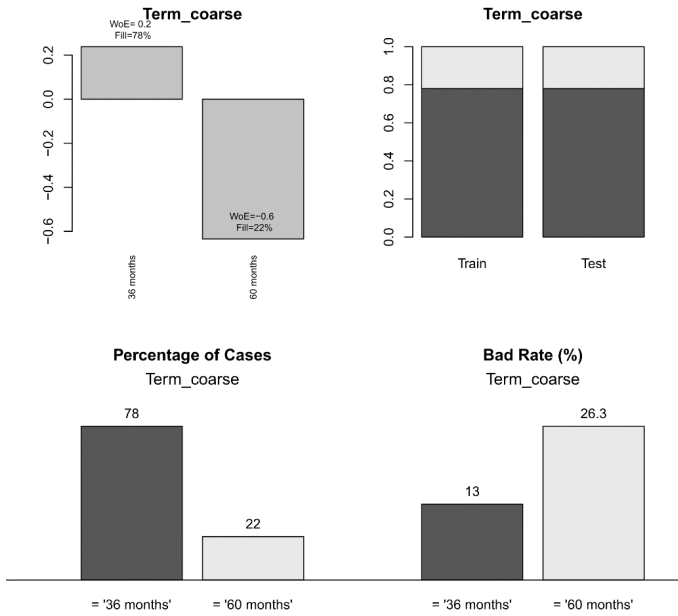 Term_coarse
WoE= 0.2
Fill=78%
0.2
0.0
−0.2
−0.4
−0.6
WoE=−0.6
Fill=22%
36 months
60 months
Term_coarse
1.0
0.8
0.6
0.4
0.2
0.0
Train
Test
Percentage of Cases
Term_coarse
78
22
= '36 months'
= '60 months'
Bad Rate (%)
Term_coarse
13
26.3
= '36 months'
= '60 months'